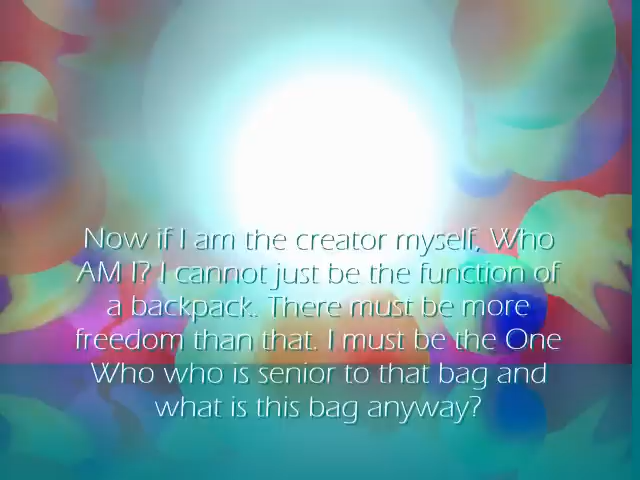 Now if I am the creator myself, Who
AM I? I cannot just be the function of
a backpack. There must be more
freedom than that. I must be the One
Who who is senior to that bag and
what is this bag anyway?